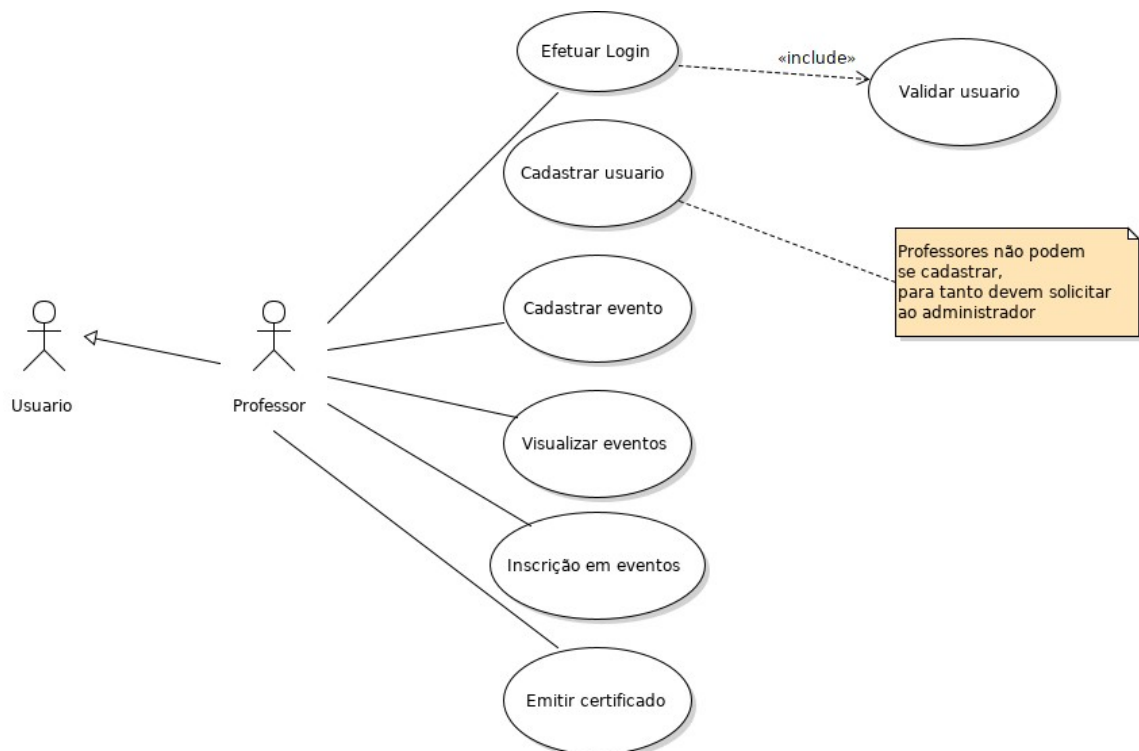 Efetuar Login
«include»
Validar usuario
Cadastrar usuario
Professores não podem
se cadastrar,
para tanto devem solicitar
ao administrador
Cadastrar evento
Usuario
Professor
Visualizar eventos
Inscrição em eventos
Emitir certificado